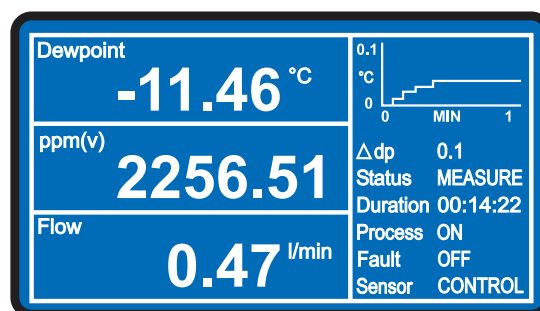 Dewpoint
-11.46 °C
ppm(v)
2256.51
Flow
0.47 l/min
0.1
°C
0
0 MIN 1
△dp 0.1
Status MEASURE
Duration 00:14:22
Process ON
Fault OFF
Sensor CONTROL